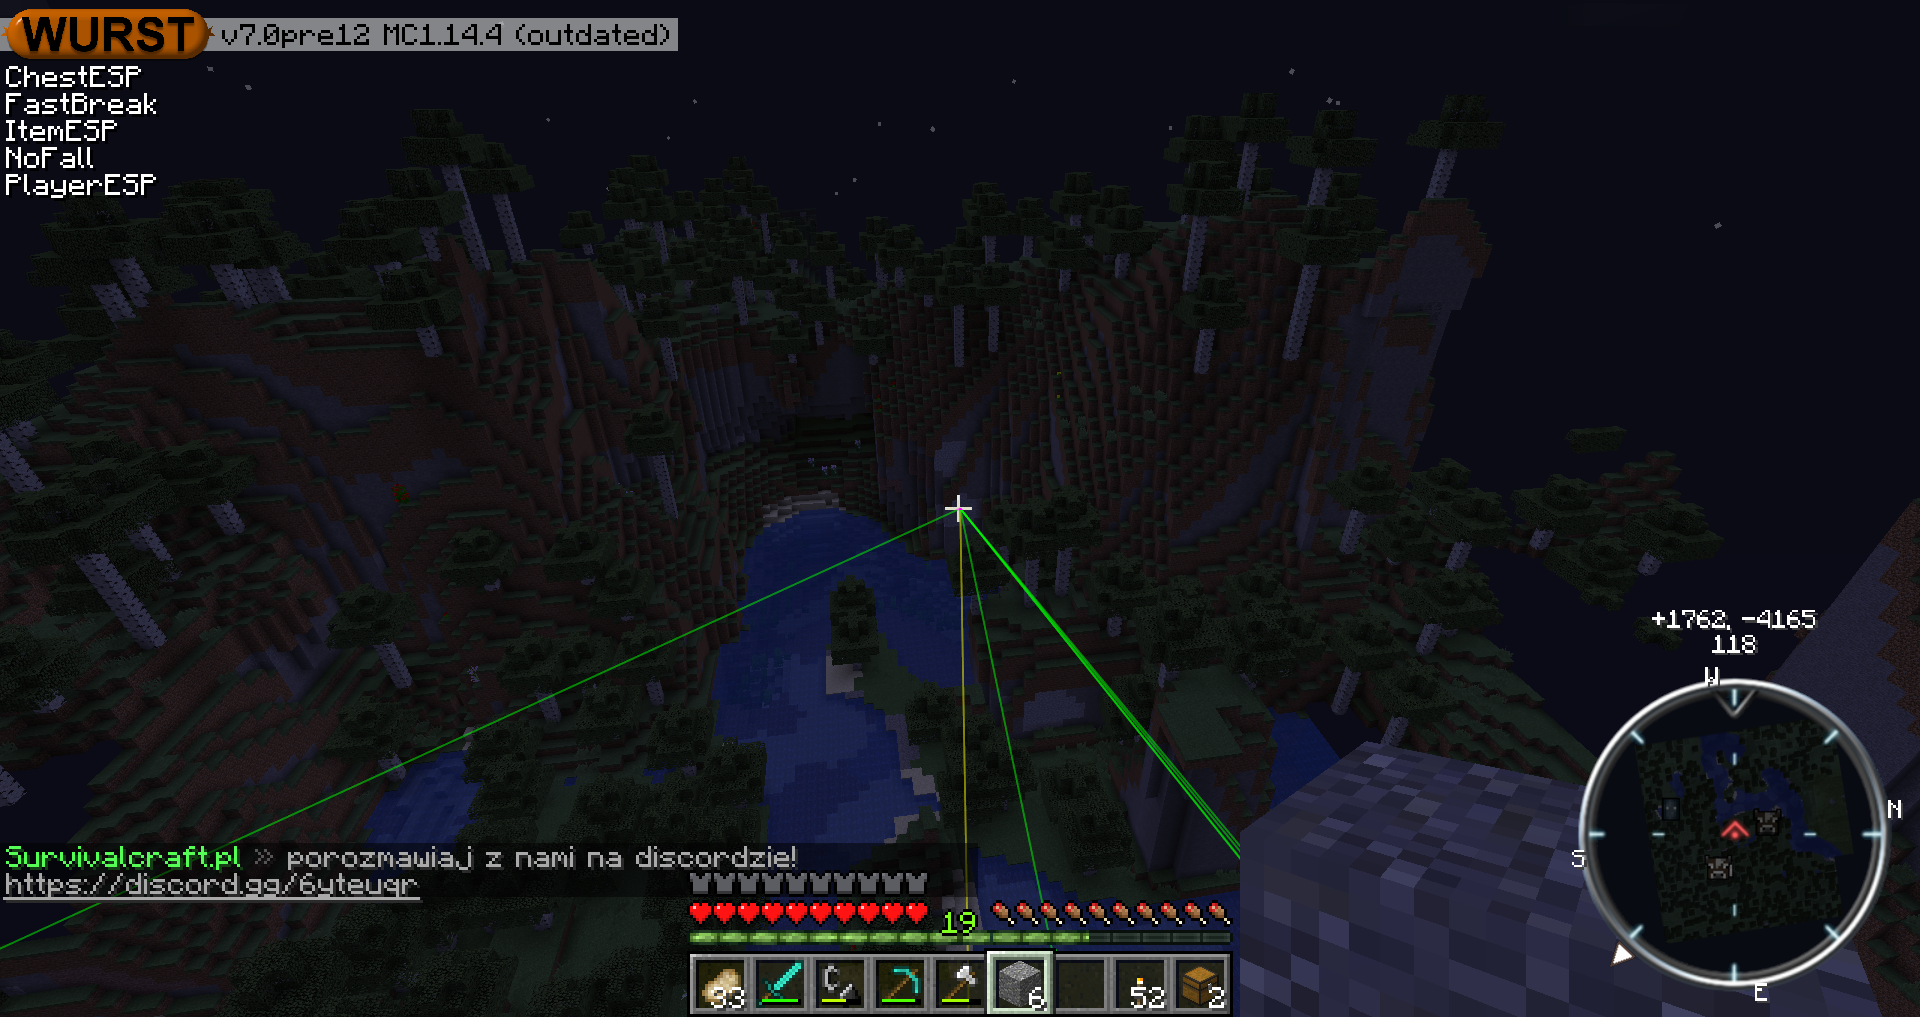 WURST v7.0pre12 MC1.14.4 (outdated)
ChestESP
FastBreak
ItemESP
NoFall
PlayerESP
+1762, -4165
118
W
N
S
E
Survivalcraft.pl » porozmawiaj z nami na discordzie!
https://discord.gg/6yteuqr
19
33
6
52
2